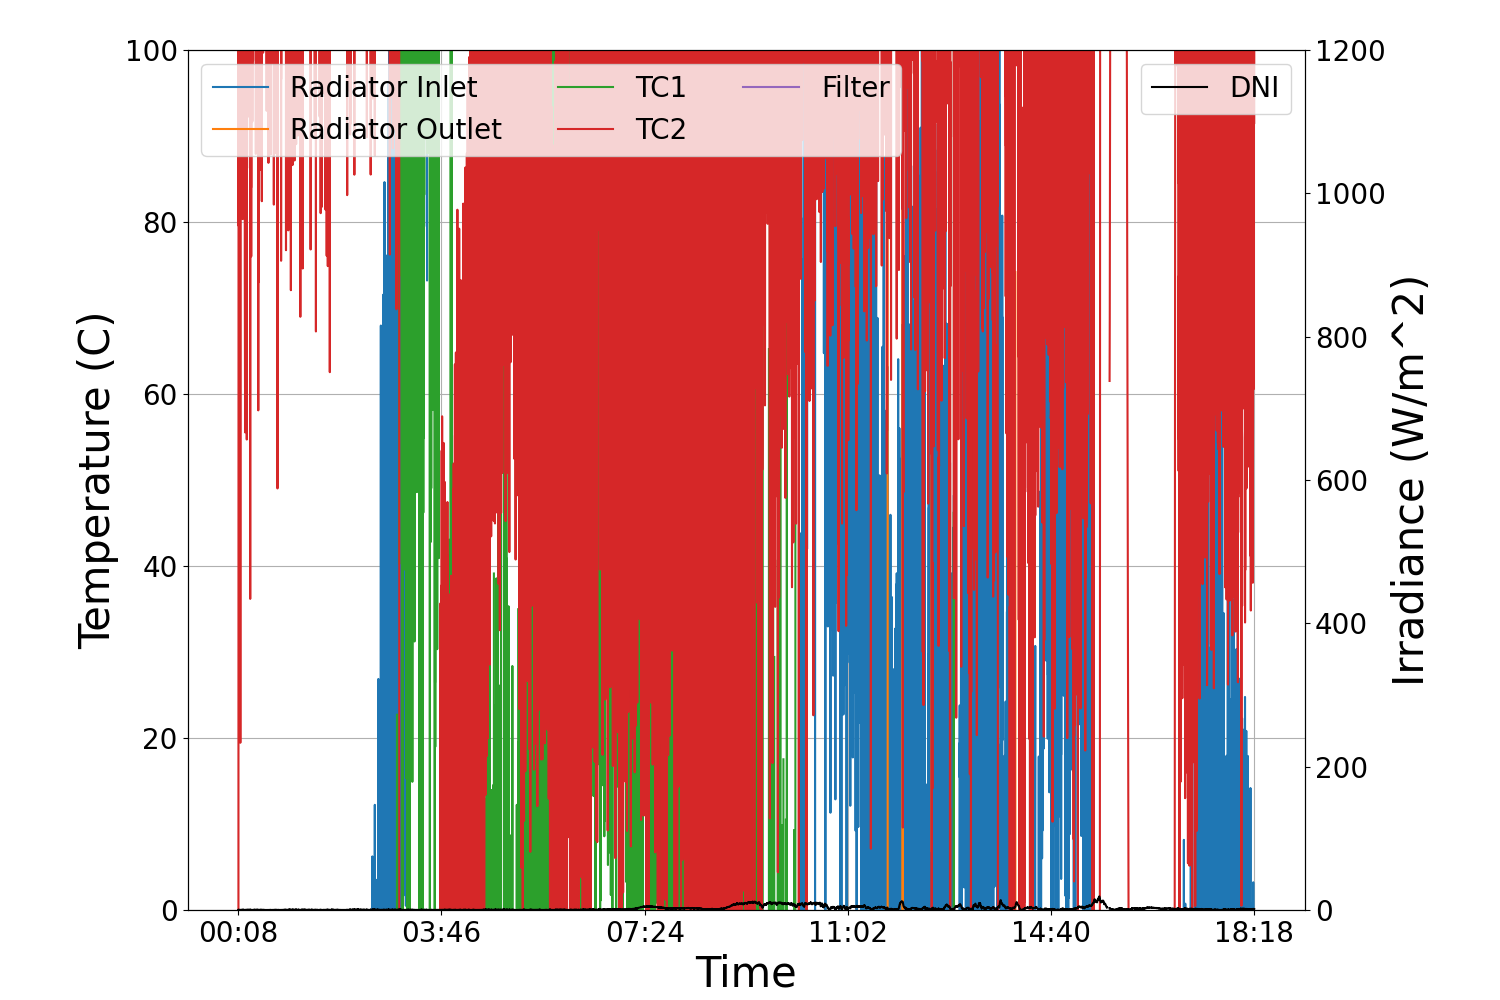 100
80
60
40
20
0
Temperature (C)
Radiator Inlet
Radiator Outlet
TC1
TC2
Filter
DNI
1200
1000
800
600
400
200
0
Irradiance (W/m^2)
00:08 03:46 07:24 11:02 14:40 18:18
Time